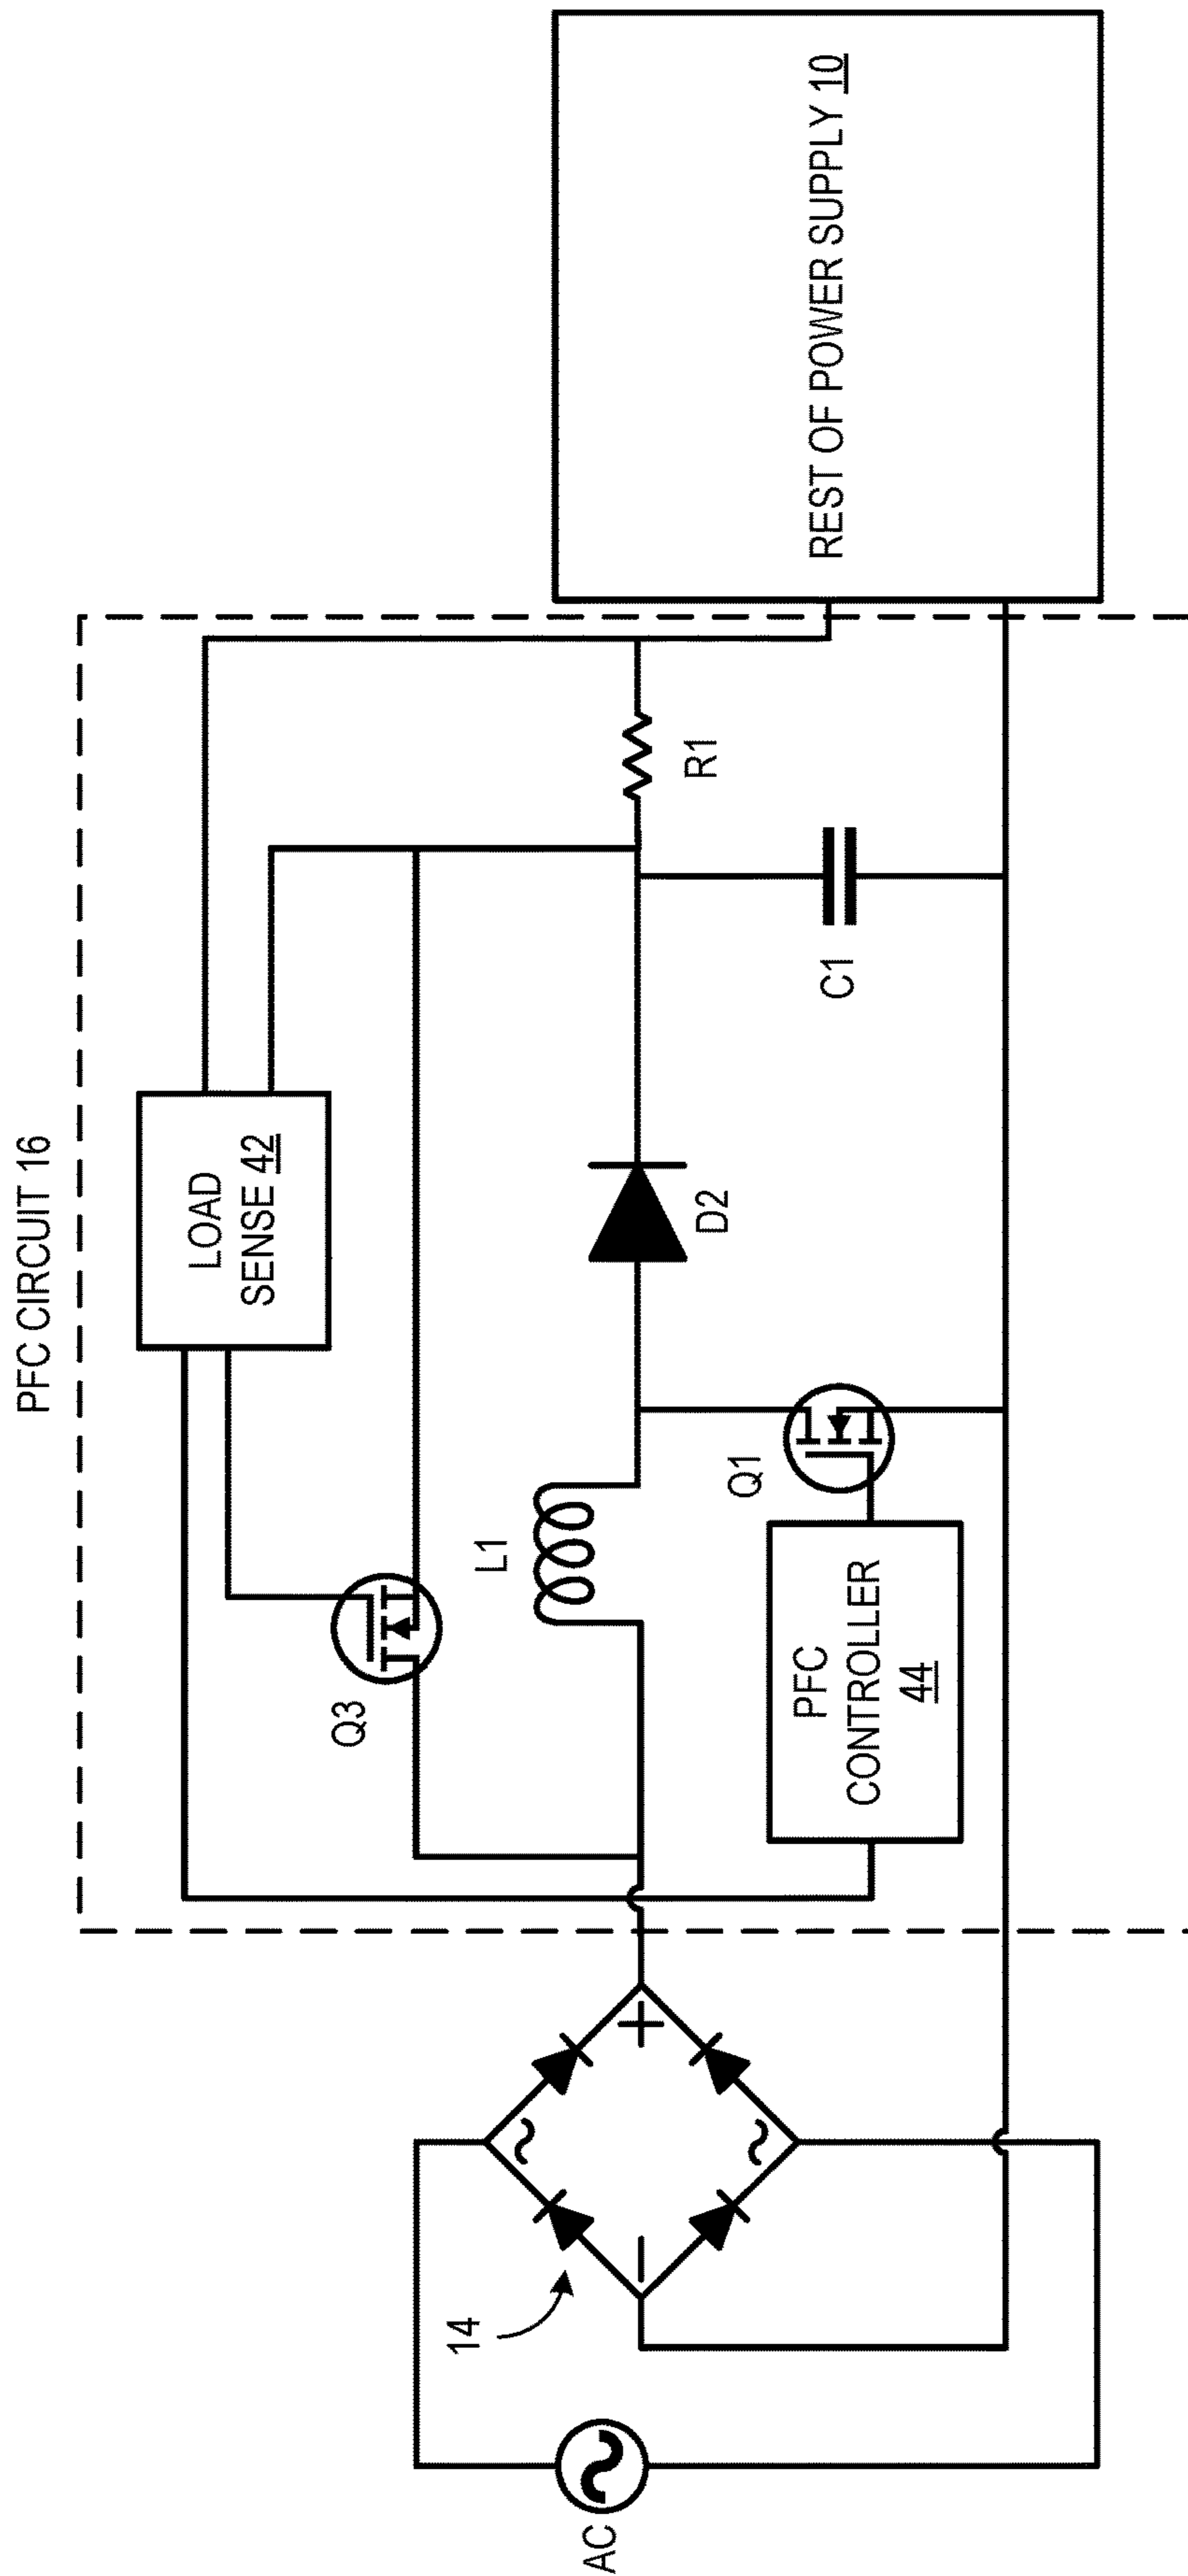 PFC CIRCUIT 16
LOAD
SENSE 42
Q3
L1
D2
R1
C1
Q1
PFC
CONTROLLER
44
REST OF POWER SUPPLY 10
14
+
−
~
~
AC